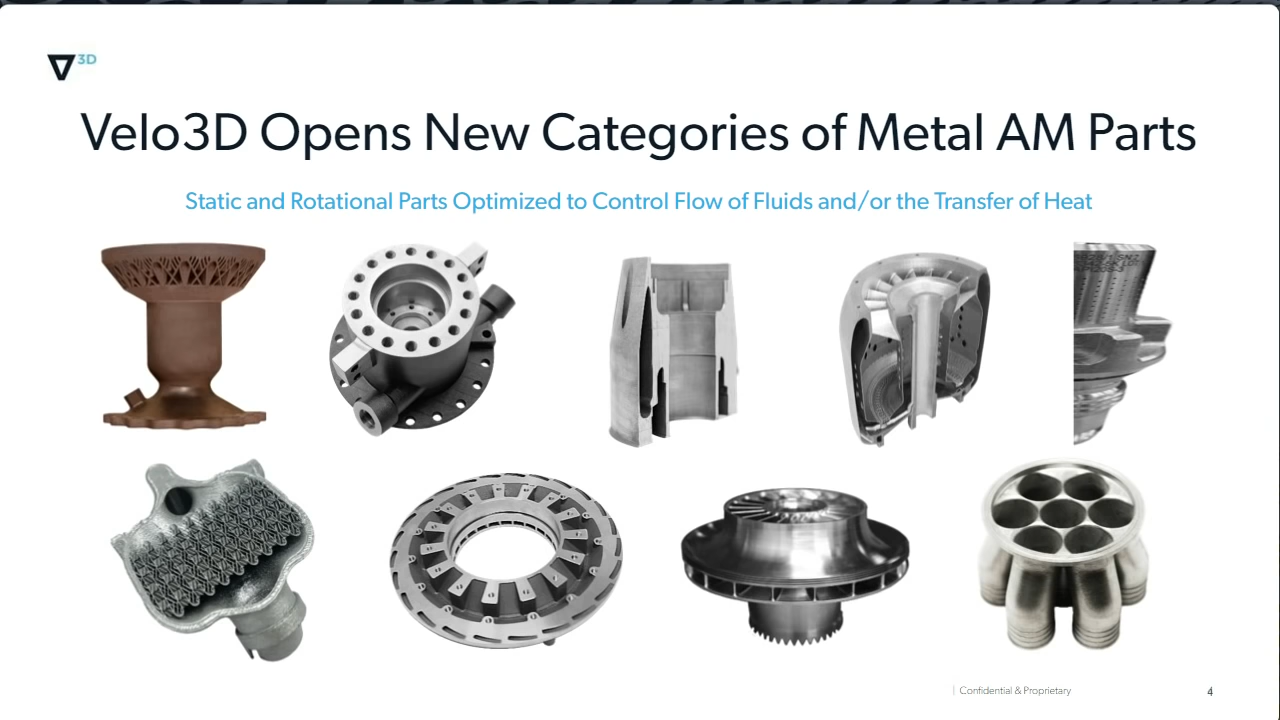 3D
Velo3D Opens New Categories of Metal AM Parts
Static and Rotational Parts Optimized to Control Flow of Fluids and/or the Transfer of Heat
Confidential & Proprietary
4